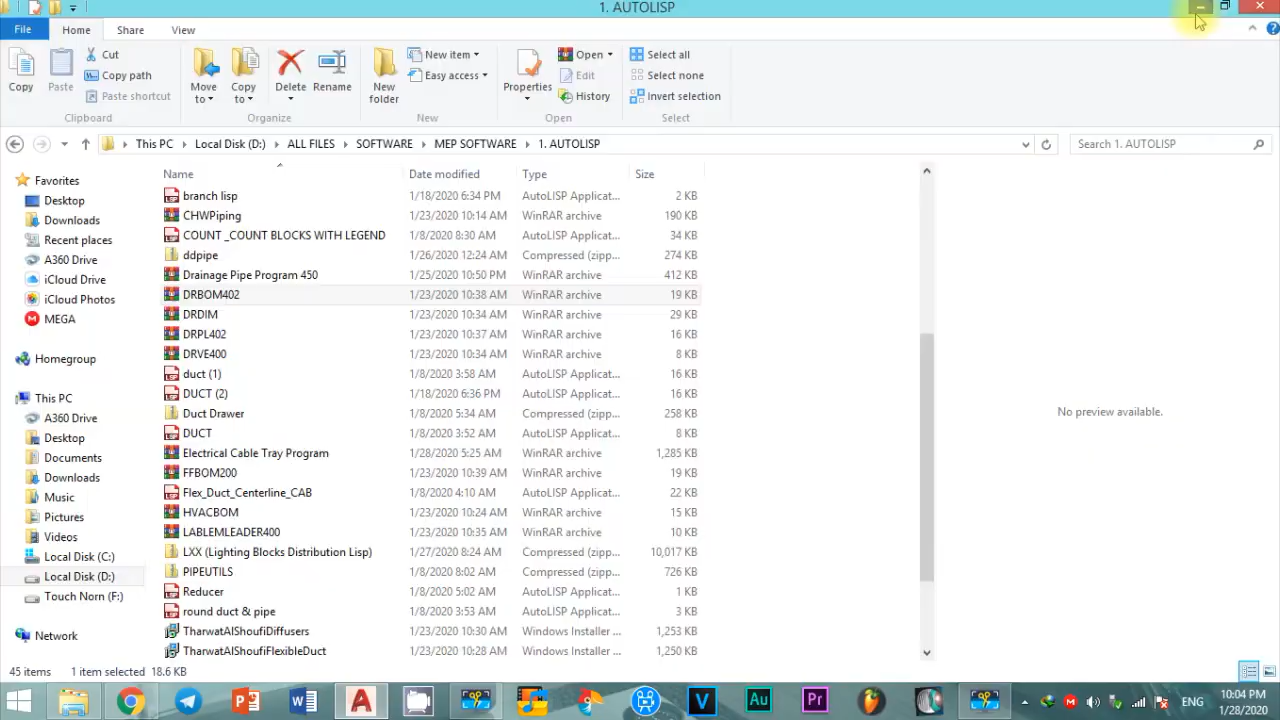 1. AUTOLISP
File
Home
Share
View
Copy
Paste
Cut
Copy path
Paste shortcut
Clipboard
Move to
Copy to
Delete
Rename
Organize
New folder
New item
Easy access
New
Properties
Open
Edit
History
Open
Select all
Select none
Invert selection
Select
This PC
Local Disk (D:)
ALL FILES
SOFTWARE
MEP SOFTWARE
1. AUTOLISP
Search 1. AUTOLISP
Favorites
Desktop
Downloads
Recent places
A360 Drive
iCloud Drive
iCloud Photos
MEGA
Homegroup
This PC
A360 Drive
Desktop
Documents
Downloads
Music
Pictures
Videos
Local Disk (C:)
Local Disk (D:)
Touch Norn (F:)
Network
Name Date modified Type Size
branch lisp 1/18/2020 6:34 PM AutoLISP Applicat... 2 KB
CHWPiping 1/23/2020 10:14 AM WinRAR archive 190 KB
COUNT _COUNT BLOCKS WITH LEGEND 1/8/2020 8:30 AM AutoLISP Applicat... 34 KB
ddpipe 1/26/2020 12:24 AM Compressed (zipp... 274 KB
Drainage Pipe Program 450 1/25/2020 10:50 PM WinRAR archive 412 KB
DRBOM402 1/23/2020 10:38 AM WinRAR archive 19 KB
DRDIM 1/23/2020 10:34 AM WinRAR archive 29 KB
DRPL402 1/23/2020 10:37 AM WinRAR archive 16 KB
DRVE400 1/23/2020 10:34 AM WinRAR archive 8 KB
duct (1) 1/8/2020 3:58 AM AutoLISP Applicat... 16 KB
DUCT (2) 1/18/2020 6:36 PM AutoLISP Applicat... 16 KB
Duct Drawer 1/8/2020 5:34 AM Compressed (zipp... 258 KB
DUCT 1/8/2020 3:52 AM AutoLISP Applicat... 8 KB
Electrical Cable Tray Program 1/28/2020 5:25 AM WinRAR archive 1,285 KB
FFBOM200 1/23/2020 10:39 AM WinRAR archive 19 KB
Flex_Duct_Centerline_CAB 1/8/2020 4:10 AM AutoLISP Applicat... 22 KB
HVACBOM 1/23/2020 10:24 AM WinRAR archive 15 KB
LABLEMLEADER400 1/23/2020 10:35 AM WinRAR archive 10 KB
LXX (Lighting Blocks Distribution Lisp) 1/27/2020 8:24 AM Compressed (zipp... 10,017 KB
PIPEUTILS 1/8/2020 8:02 AM Compressed (zipp... 726 KB
Reducer 1/8/2020 5:02 AM AutoLISP Applicat... 1 KB
round duct & pipe 1/8/2020 3:53 AM AutoLISP Applicat... 3 KB
TharwatAlShoufiDiffusers 1/23/2020 10:30 AM Windows Installer ... 1,253 KB
TharwatAlShoufiFlexibleDuct 1/23/2020 10:28 AM Windows Installer ... 1,250 KB
No preview available.
45 items 1 item selected 18.6 KB
ENG
10:04 PM
1/28/2020